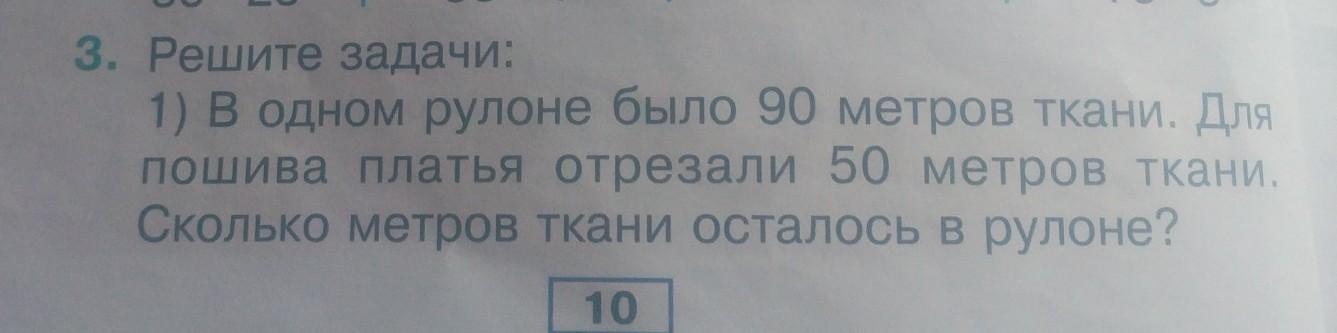 3. Решите задачи:
1) В одном рулоне было 90 метров ткани. Для
пошива платья отрезали 50 метров ткани.
Сколько метров ткани осталось в рулоне?
10